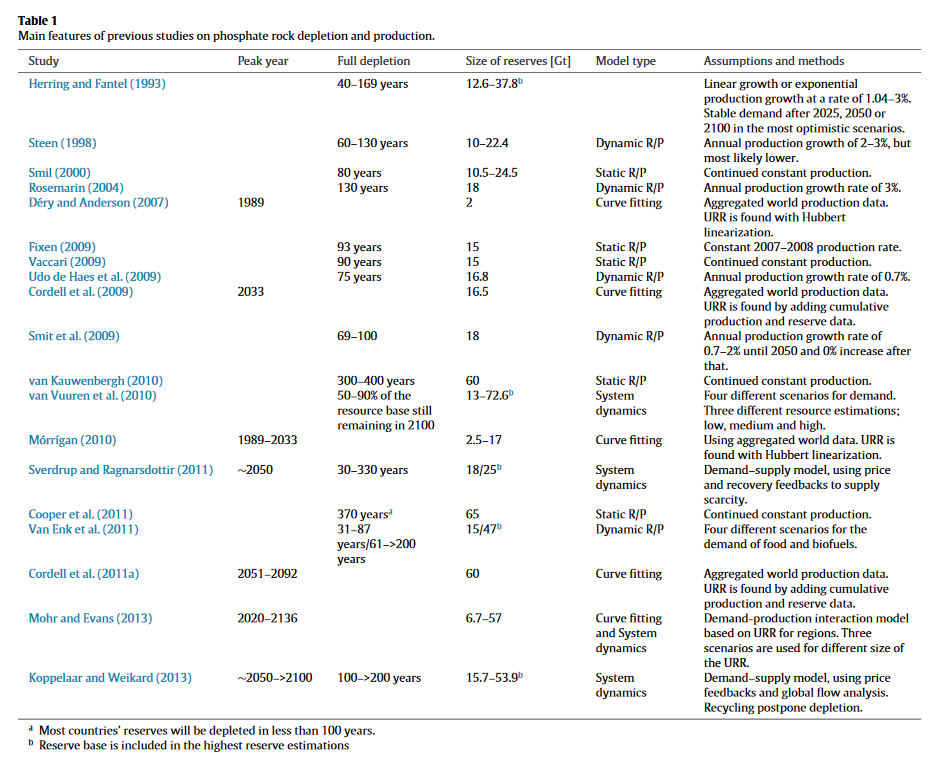 Table 1
Main features of previous studies on phosphate rock depletion and production.
Study Peak year Full depletion Size of reserves [Gt] Model type Assumptions and methods
Herring and Fantel (1993) 40–169 years 12.6–37.8b Linear growth or exponential
production growth at a rate of 1.04–3%.
Stable demand after 2025, 2050 or
2100 in the most optimistic scenarios.
Steen (1998) 60–130 years 10–22.4 Dynamic R/P Annual production growth of 2–3%, but
most likely lower.
Smil (2000) 80 years 10.5–24.5 Static R/P Continued constant production.
Rosemarin (2004) 130 years 18 Dynamic R/P Annual production growth rate of 3%.
Déry and Anderson (2007) 1989 2 Curve fitting Aggregated world production data.
URR is found with Hubbert
linearization.
Fixen (2009) 93 years 15 Static R/P Constant 2007–2008 production rate.
Vaccari (2009) 90 years 15 Static R/P Continued constant production.
Udo de Haes et al. (2009) 75 years 16.8 Dynamic R/P Annual production growth rate of 0.7%.
Cordell et al. (2009) 2033 16.5 Curve fitting Aggregated world production data.
URR is found by adding cumulative
production and reserve data.
Smit et al. (2009) 69–100 18 Dynamic R/P Annual production growth rate of
0.7–2% until 2050 and 0% increase after
that.
van Kauwenbergh (2010) 300–400 years 60 Static R/P Continued constant production.
van Vuuren et al. (2010) 50–90% of the 13–72.6b System Four different scenarios for demand.
resource base still dynamics Three different resource estimations;
remaining in 2100 low, medium and high.
Mórrígan (2010) 1989–2033 2.5–17 Curve fitting Using aggregated world data. URR is
found with Hubbert linearization.
Sverdrup and Ragnarsdottir (2011) ~2050 30–330 years 18/25b System Demand–supply model, using price
dynamics and recovery feedbacks to supply
scarcity.
Cooper et al. (2011) 370 yearsa 65 Static R/P Continued constant production.
Van Enk et al. (2011) 31–87 15/47b Dynamic R/P Four different scenarios for the
years/61–>200 demand of food and biofuels.
years
Cordell et al. (2011a) 2051–2092 60 Curve fitting Aggregated world production data.
URR is found by adding cumulative
production and reserve data.
Mohr and Evans (2013) 2020–2136 6.7–57 Curve fitting Demand-production interaction model
and System based on URR for regions. Three
dynamics scenarios are used for different size of
the URR.
Koppelaar and Weikard (2013) ~2050–>2100 100–>200 years 15.7–53.9b System Demand–supply model, using price
dynamics feedbacks and global flow analysis.
Recycling postpone depletion.
a Most countries' reserves will be depleted in less than 100 years.
b Reserve base is included in the highest reserve estimations